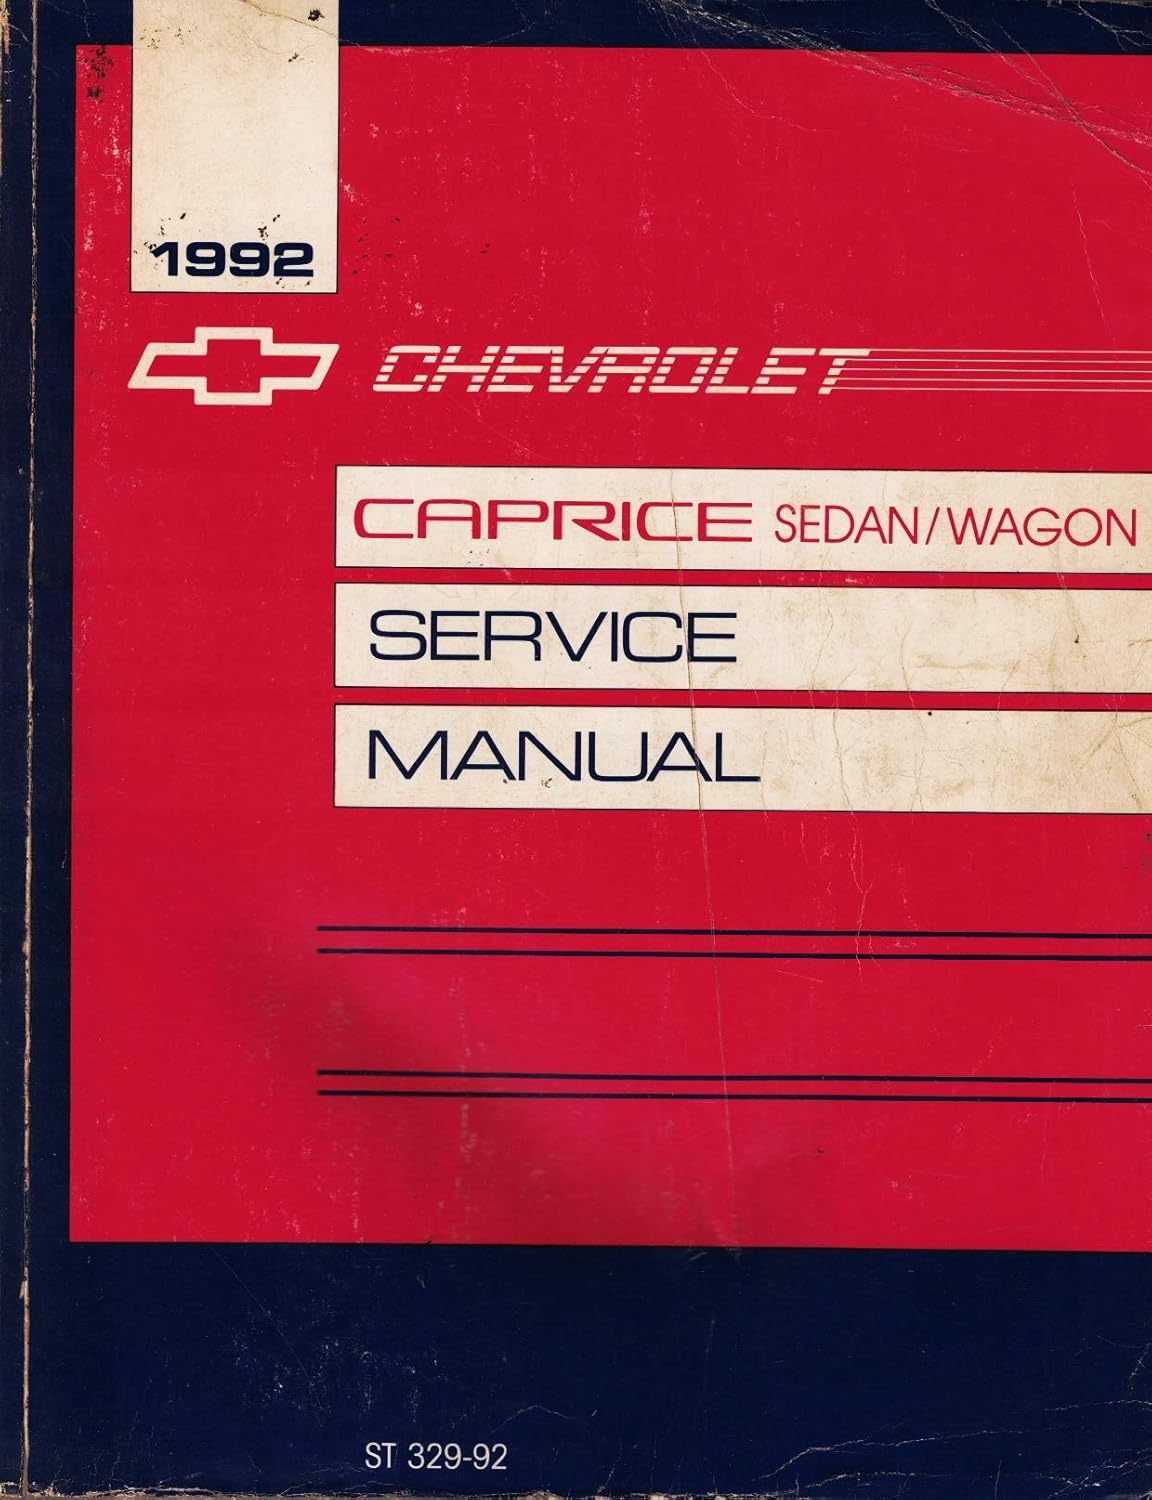 1992
CHEVROLET
CAPRICE SEDAN/WAGON
SERVICE
MANUAL
ST 329-92